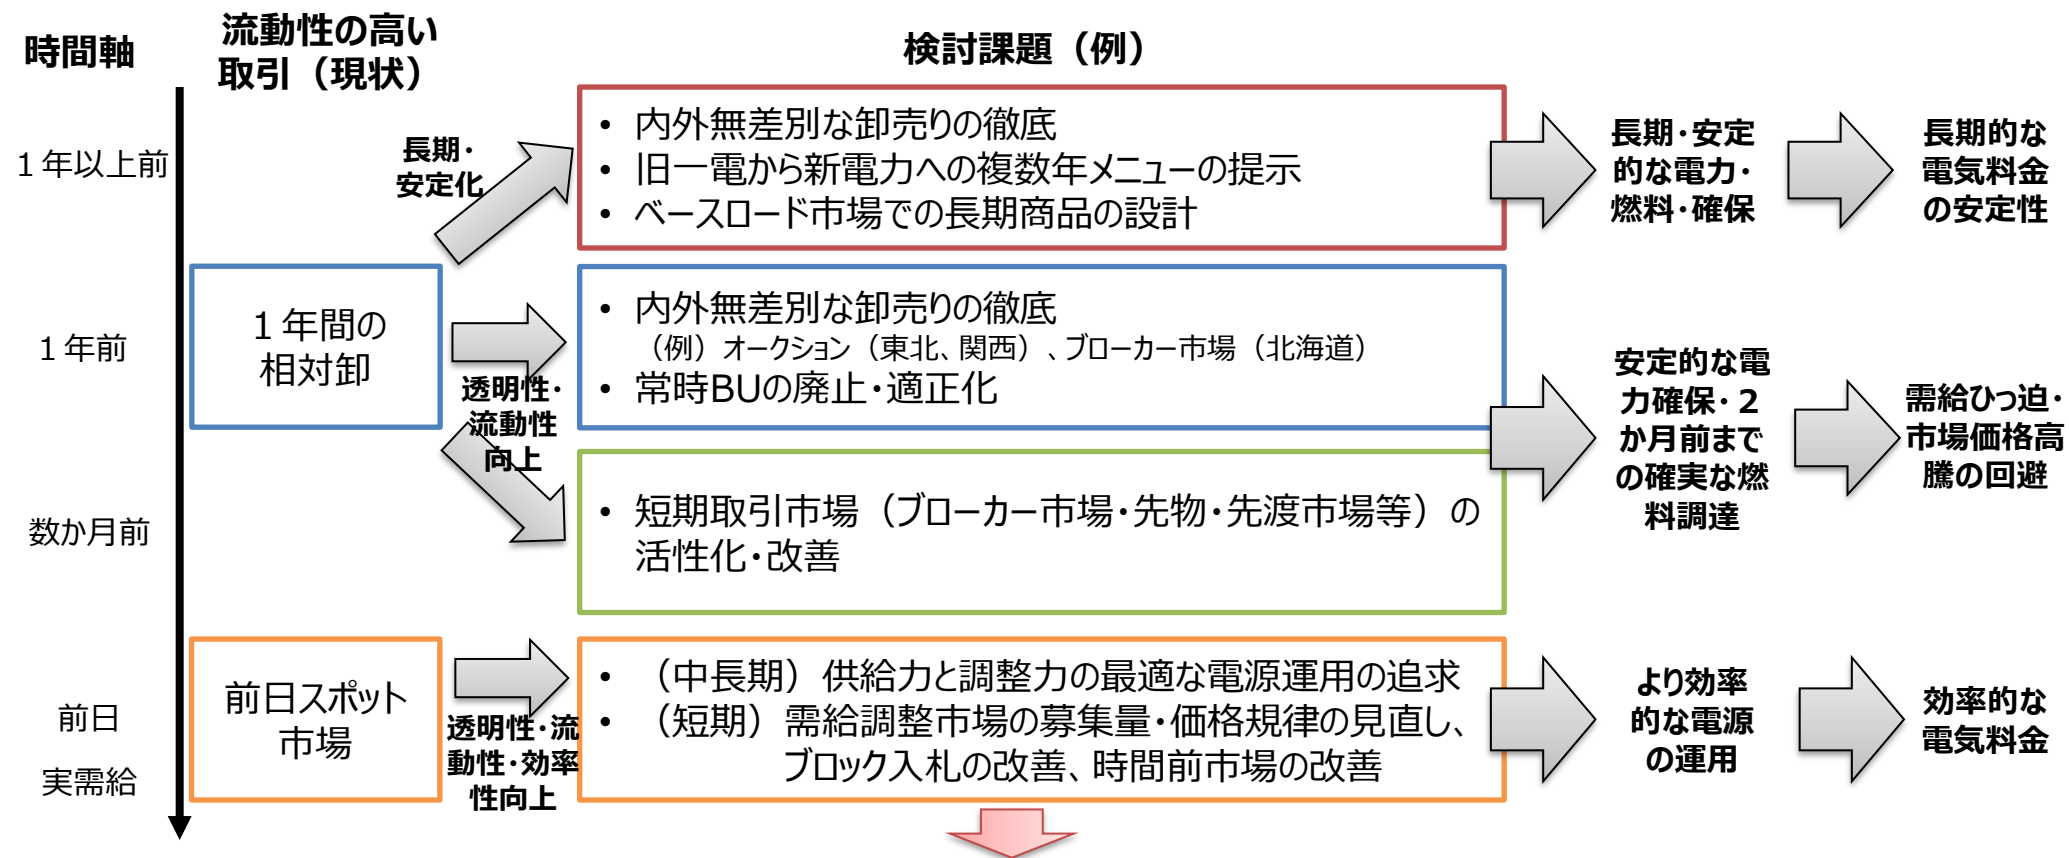 時間軸
流動性の高い
取引（現状）
検討課題（例）
１年以上前
長期・
安定化
• 内外無差別な卸売りの徹底
• 旧一電から新電力への複数年メニューの提示
• ベースロード市場での長期商品の設計
長期・安定
的な電力・
燃料・確保
長期的な
電気料金
の安定性
１年前
１年間の
相対卸
透明性・
流動性
向上
• 内外無差別な卸売りの徹底
（例）オークション（東北、関西）、ブローカー市場（北海道）
• 常時BUの廃止・適正化
安定的な電
力確保・２
か月前まで
の確実な燃
料調達
需給ひっ迫・
市場価格高
騰の回避
数か月前
• 短期取引市場（ブローカー市場・先物・先渡市場等）の
活性化・改善
前日
実需給
前日スポット
市場
透明性・流
動性・効率
性向上
• （中長期）供給力と調整力の最適な電源運用の追求
• （短期）需給調整市場の募集量・価格規律の見直し、
ブロック入札の改善、時間前市場の改善
より効率
的な電源
の運用
効率的な
電気料金